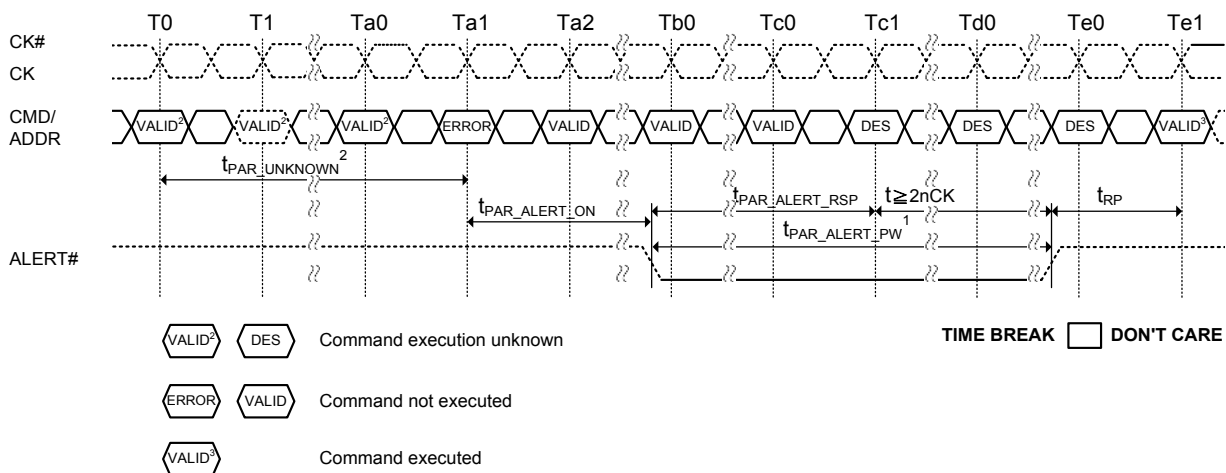 T0 T1 Ta0 Ta1 Ta2 Tb0 Tc0 Tc1 Td0 Te0 Te1
CK#
CK
CMD/
ADDR
VALID² VALID² VALID² ERROR VALID VALID VALID DES DES DES VALID³
tPAR_UNKNOWN²
tPAR_ALERT_ON
tPAR_ALERT_RSP
t≧2nCK
tRP
tPAR_ALERT_PW¹
ALERT#
VALID² DES Command execution unknown
TIME BREAK DON'T CARE
ERROR VALID Command not executed
VALID³ Command executed